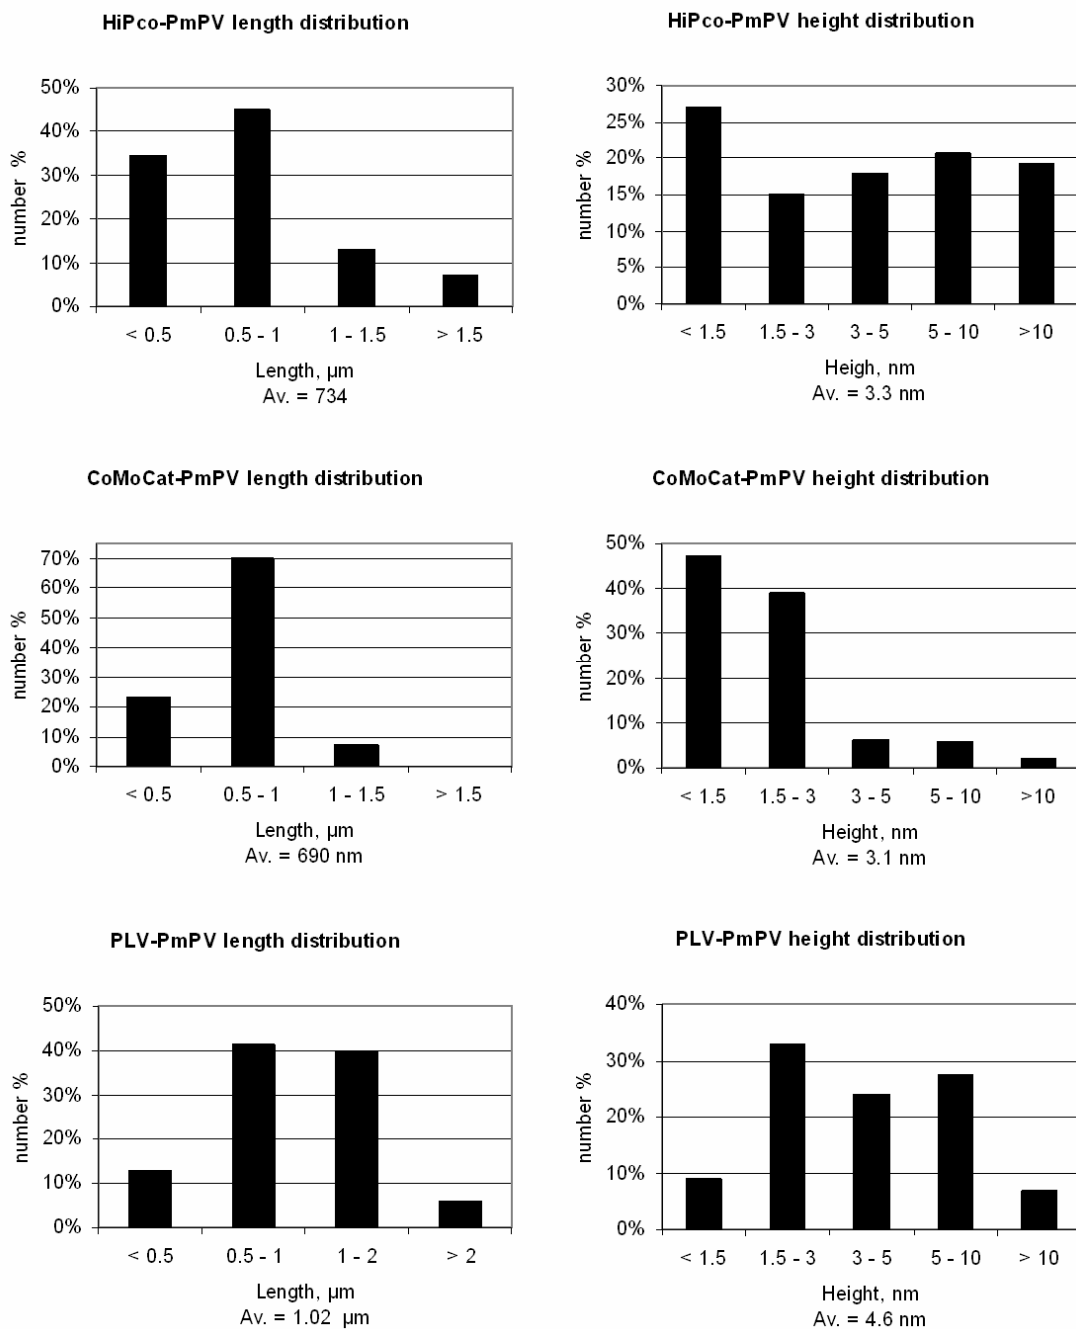 HiPco-PmPV length distribution
number %
50%
40%
30%
20%
10%
0%
< 0.5 0.5 - 1 1 - 1.5 > 1.5
Length, µm
Av. = 734
HiPco-PmPV height distribution
number %
30%
25%
20%
15%
10%
5%
0%
< 1.5 1.5 - 3 3 - 5 5 - 10 >10
Heigh, nm
Av. = 3.3 nm
CoMoCat-PmPV length distribution
number %
70%
60%
50%
40%
30%
20%
10%
0%
< 0.5 0.5 - 1 1 - 1.5 > 1.5
Length, µm
Av. = 690 nm
CoMoCat-PmPV height distribution
number %
50%
40%
30%
20%
10%
0%
< 1.5 1.5 - 3 3 - 5 5 - 10 >10
Height, nm
Av. = 3.1 nm
PLV-PmPV length distribution
number %
50%
40%
30%
20%
10%
0%
< 0.5 0.5 - 1 1 - 2 > 2
Length, µm
Av. = 1.02 µm
PLV-PmPV height distribution
number %
40%
30%
20%
10%
0%
< 1.5 1.5 - 3 3 - 5 5 - 10 > 10
Height, nm
Av. = 4.6 nm